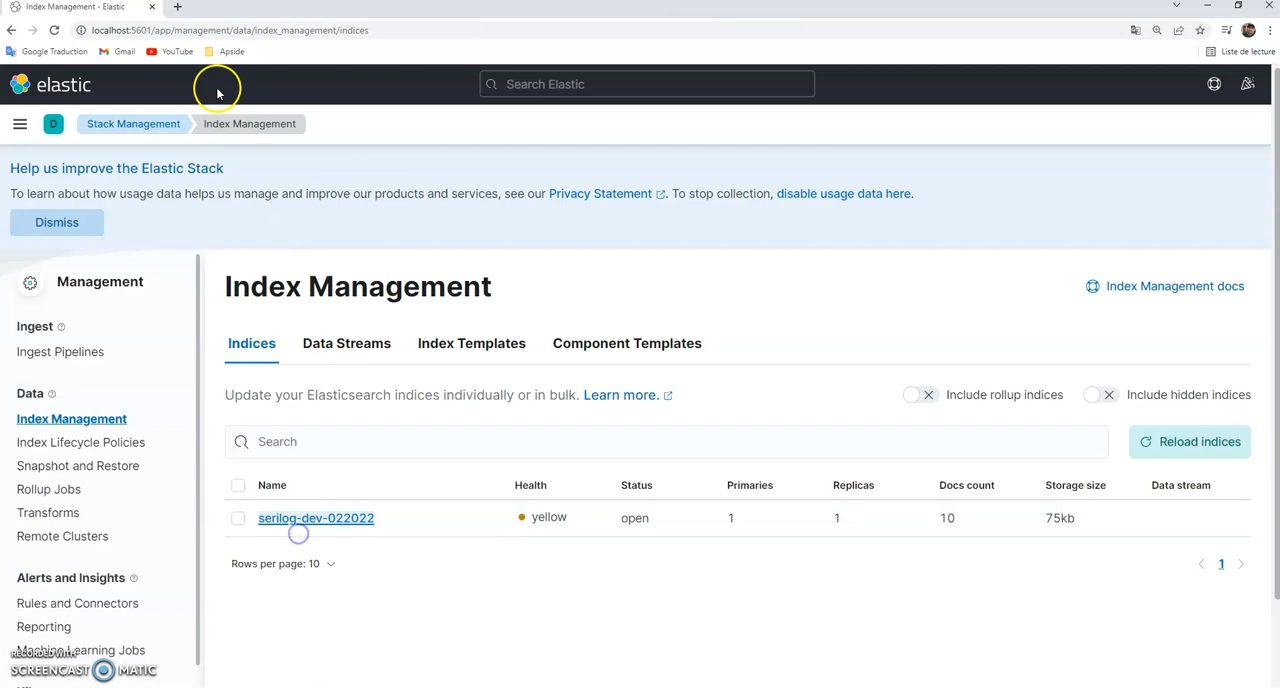 Index Management - Elastic
localhost:5601/app/management/data/index_management/indices
Google Traduction Gmail YouTube Apside Liste de lecture
elastic Search Elastic
D Stack Management Index Management
Help us improve the Elastic Stack
To learn about how usage data helps us manage and improve our products and services, see our Privacy Statement. To stop collection, disable usage data here.
Dismiss
Management
Ingest
Ingest Pipelines
Data
Index Management
Index Lifecycle Policies
Snapshot and Restore
Rollup Jobs
Transforms
Remote Clusters
Alerts and Insights
Rules and Connectors
Reporting
Machine Learning Jobs
RECORDED WITH
SCREENCAST MATIC
Index Management
Index Management docs
Indices Data Streams Index Templates Component Templates
Update your Elasticsearch indices individually or in bulk. Learn more.
Include rollup indices Include hidden indices
Search Reload indices
Name Health Status Primaries Replicas Docs count Storage size Data stream
serilog-dev-022022 yellow open 1 1 10 75kb
Rows per page: 10 1